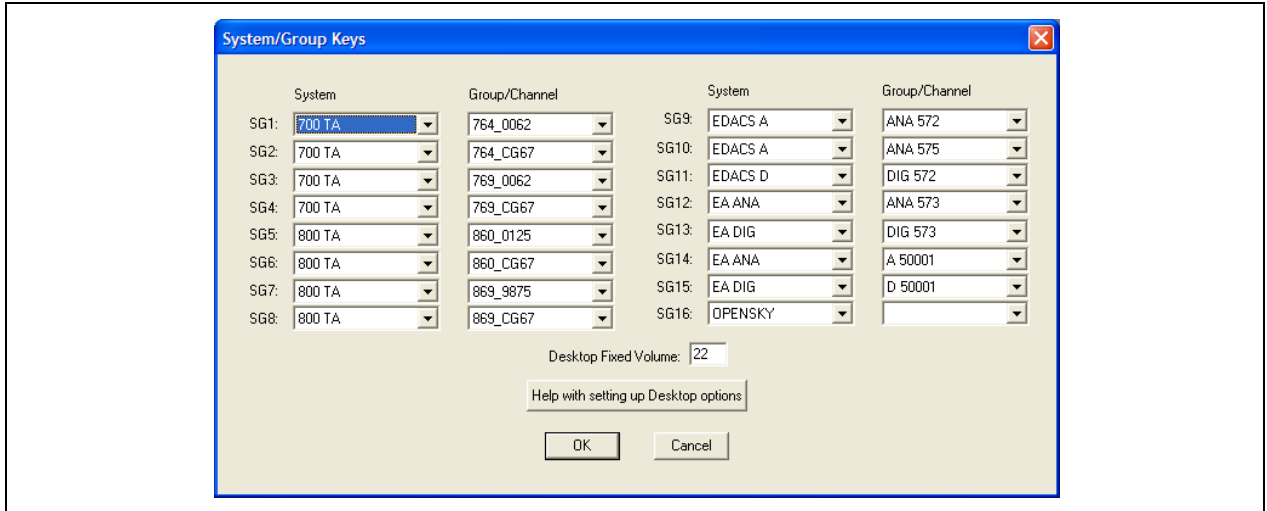 System/Group Keys
System Group/Channel System Group/Channel
SG1: 700 TA 764_0062 SG9: EDACS A ANA 572
SG2: 700 TA 764_CG67 SG10: EDACS A ANA 575
SG3: 700 TA 769_0062 SG11: EDACS D DIG 572
SG4: 700 TA 769_CG67 SG12: EA ANA ANA 573
SG5: 800 TA 860_0125 SG13: EA DIG DIG 573
SG6: 800 TA 860_CG67 SG14: EA ANA A 50001
SG7: 800 TA 869_9875 SG15: EA DIG D 50001
SG8: 800 TA 869_CG67 SG16: OPENSKY
Desktop Fixed Volume: 22
Help with setting up Desktop options
OK Cancel